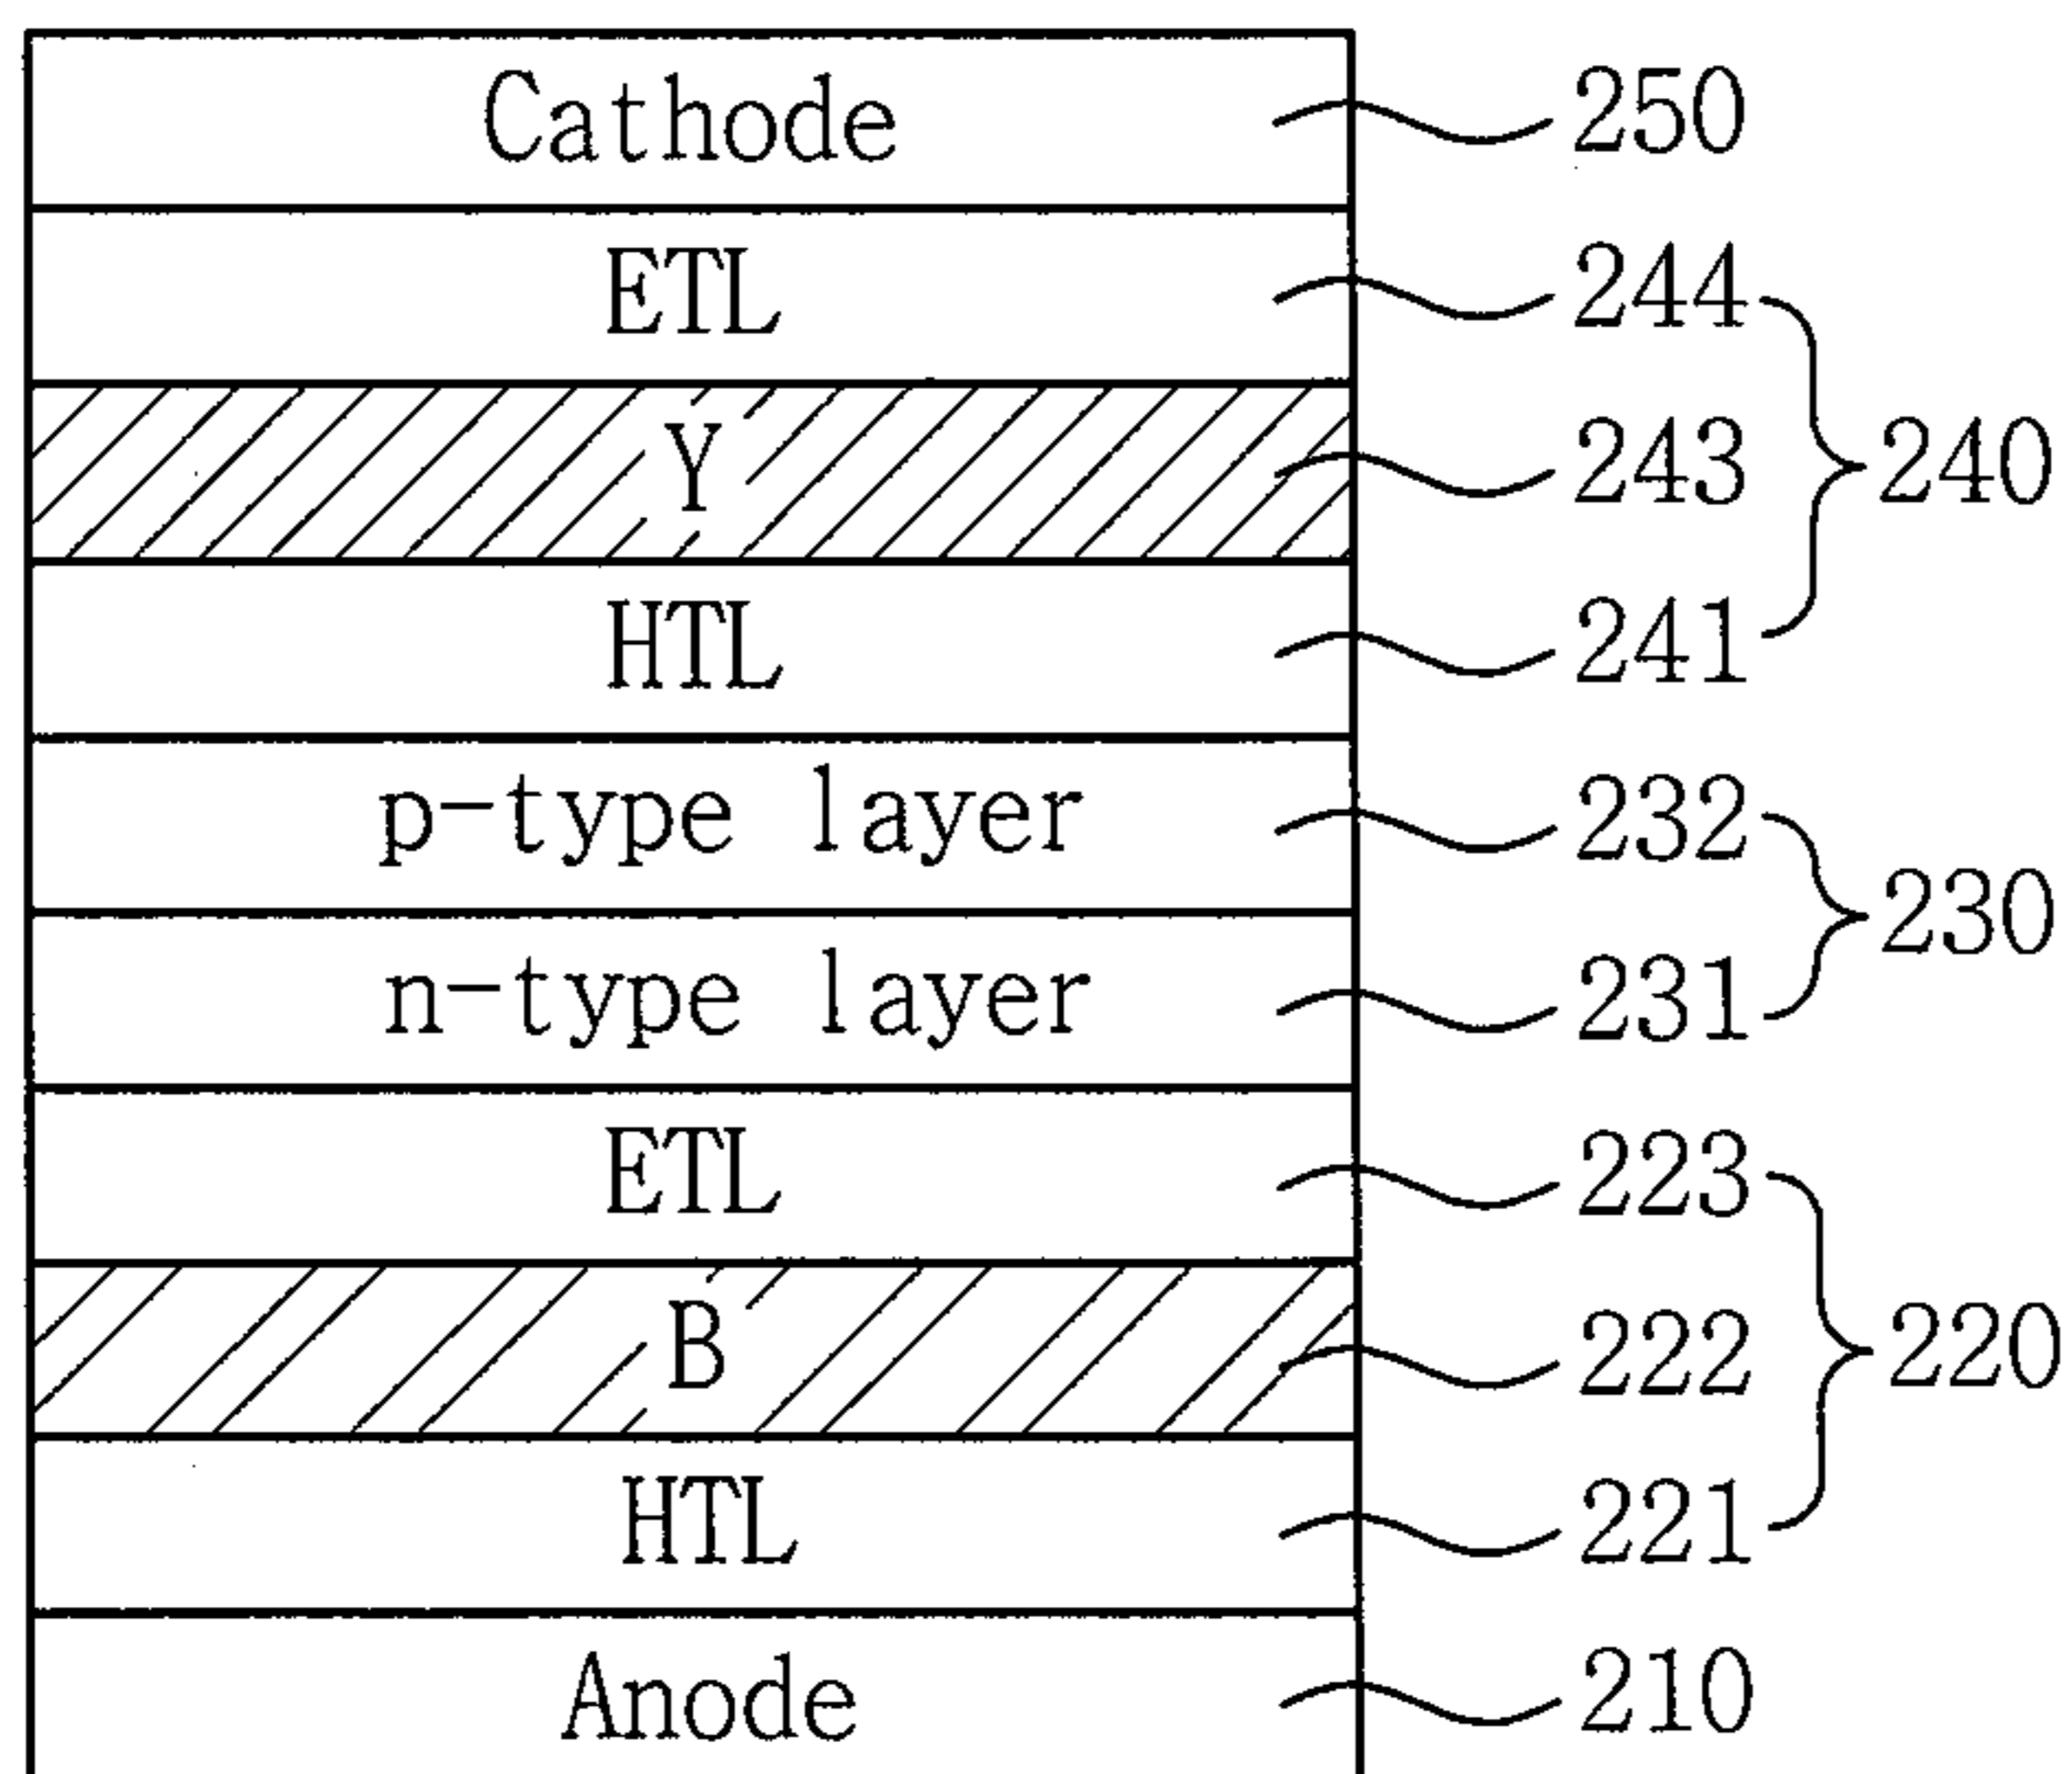 Cathode 250
ETL 244
Y 243 240
HTL 241
p-type layer 232
230
n-type layer 231
ETL 223
B 222 220
HTL 221
Anode 210